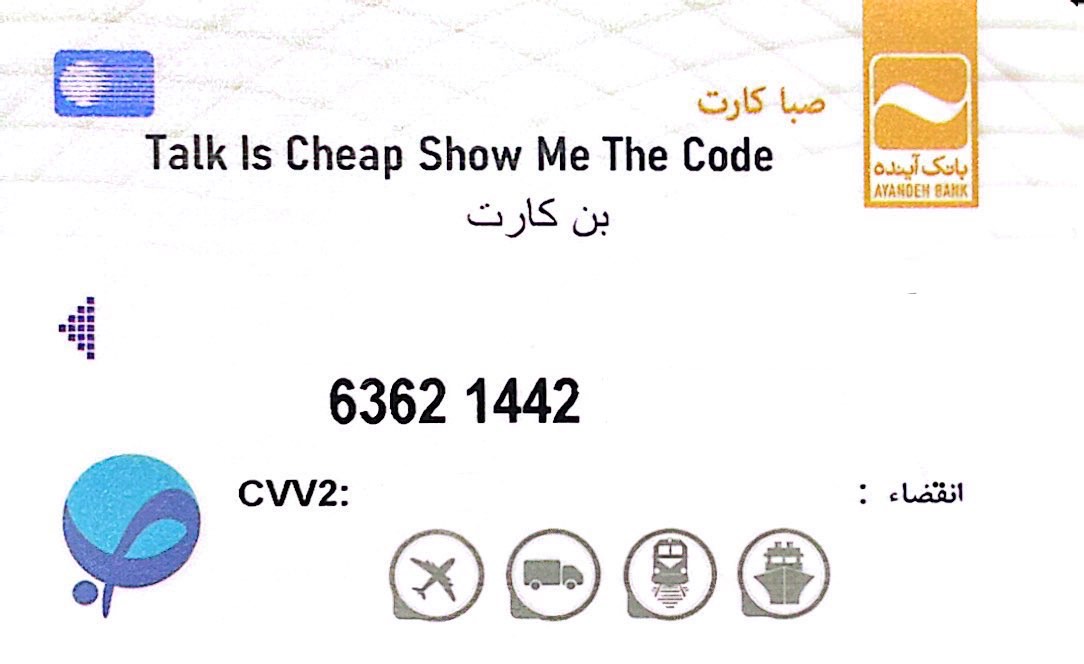 صبا کارت
بانک آینده
AYANDEH BANK
Talk Is Cheap Show Me The Code
بن کارت
6362 1442
CVV2:
انقضاء :